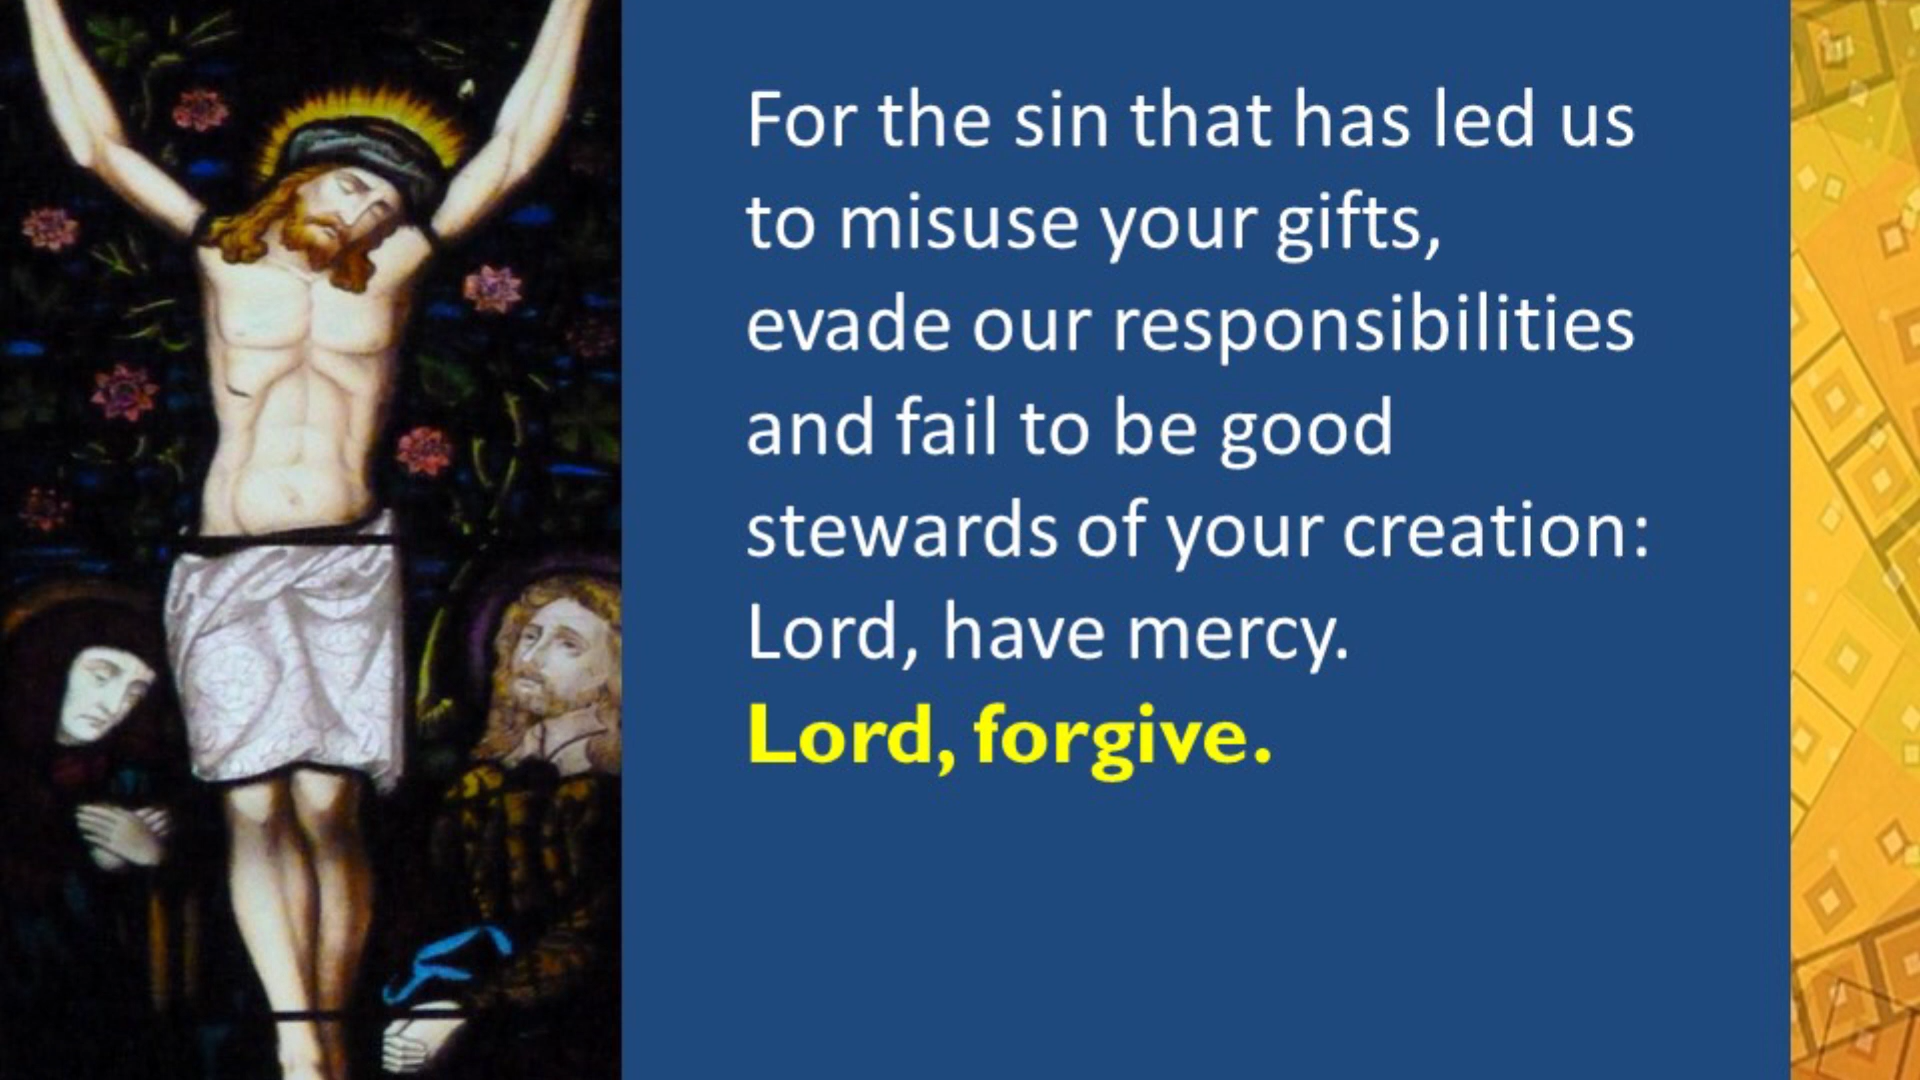 For the sin that has led us
to misuse your gifts,
evade our responsibilities
and fail to be good
stewards of your creation:
Lord, have mercy.
Lord, forgive.